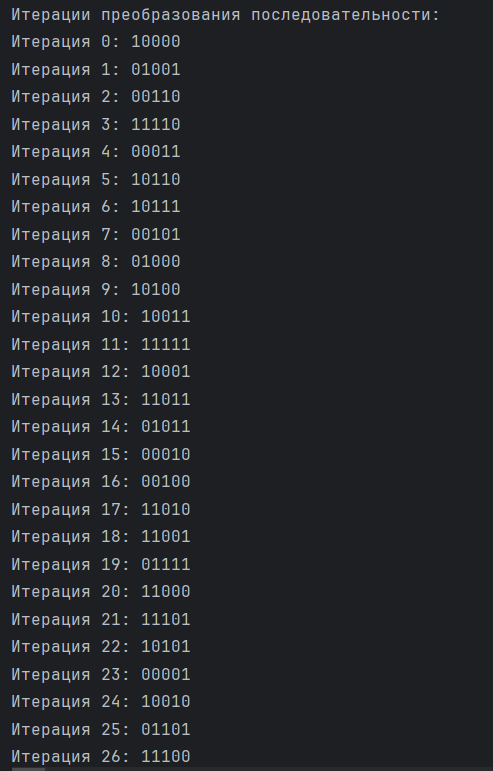 Итерации преобразования последовательности:
Итерация 0: 10000
Итерация 1: 01001
Итерация 2: 00110
Итерация 3: 11110
Итерация 4: 00011
Итерация 5: 10110
Итерация 6: 10111
Итерация 7: 00101
Итерация 8: 01000
Итерация 9: 10100
Итерация 10: 10011
Итерация 11: 11111
Итерация 12: 10001
Итерация 13: 11011
Итерация 14: 01011
Итерация 15: 00010
Итерация 16: 00100
Итерация 17: 11010
Итерация 18: 11001
Итерация 19: 01111
Итерация 20: 11000
Итерация 21: 11101
Итерация 22: 10101
Итерация 23: 00001
Итерация 24: 10010
Итерация 25: 01101
Итерация 26: 11100